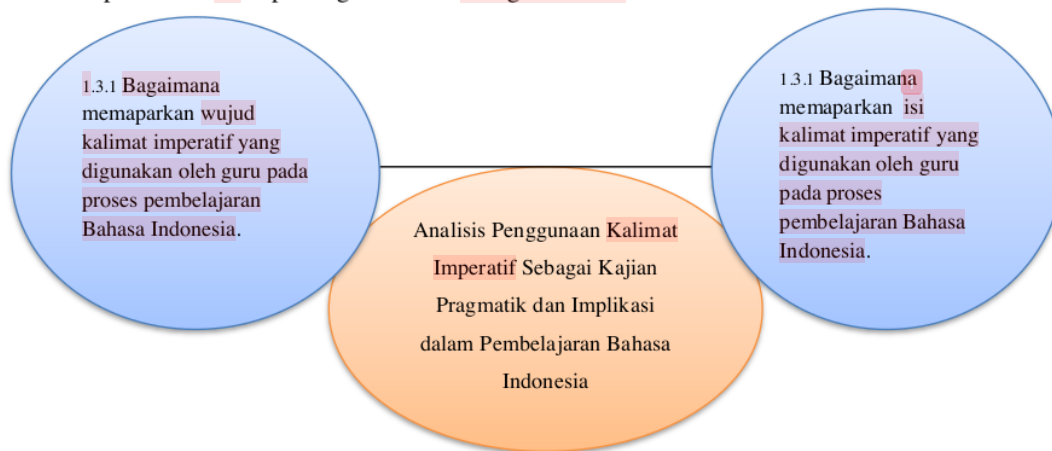 1.3.1 Bagaimana
memaparkan wujud
kalimat imperatif yang
digunakan oleh guru pada
proses pembelajaran
Bahasa Indonesia.
1.3.1 Bagaimana
memaparkan isi
kalimat imperatif yang
digunakan oleh guru
pada proses
pembelajaran Bahasa
Indonesia.
Analisis Penggunaan Kalimat
Imperatif Sebagai Kajian
Pragmatik dan Implikasi
dalam Pembelajaran Bahasa
Indonesia